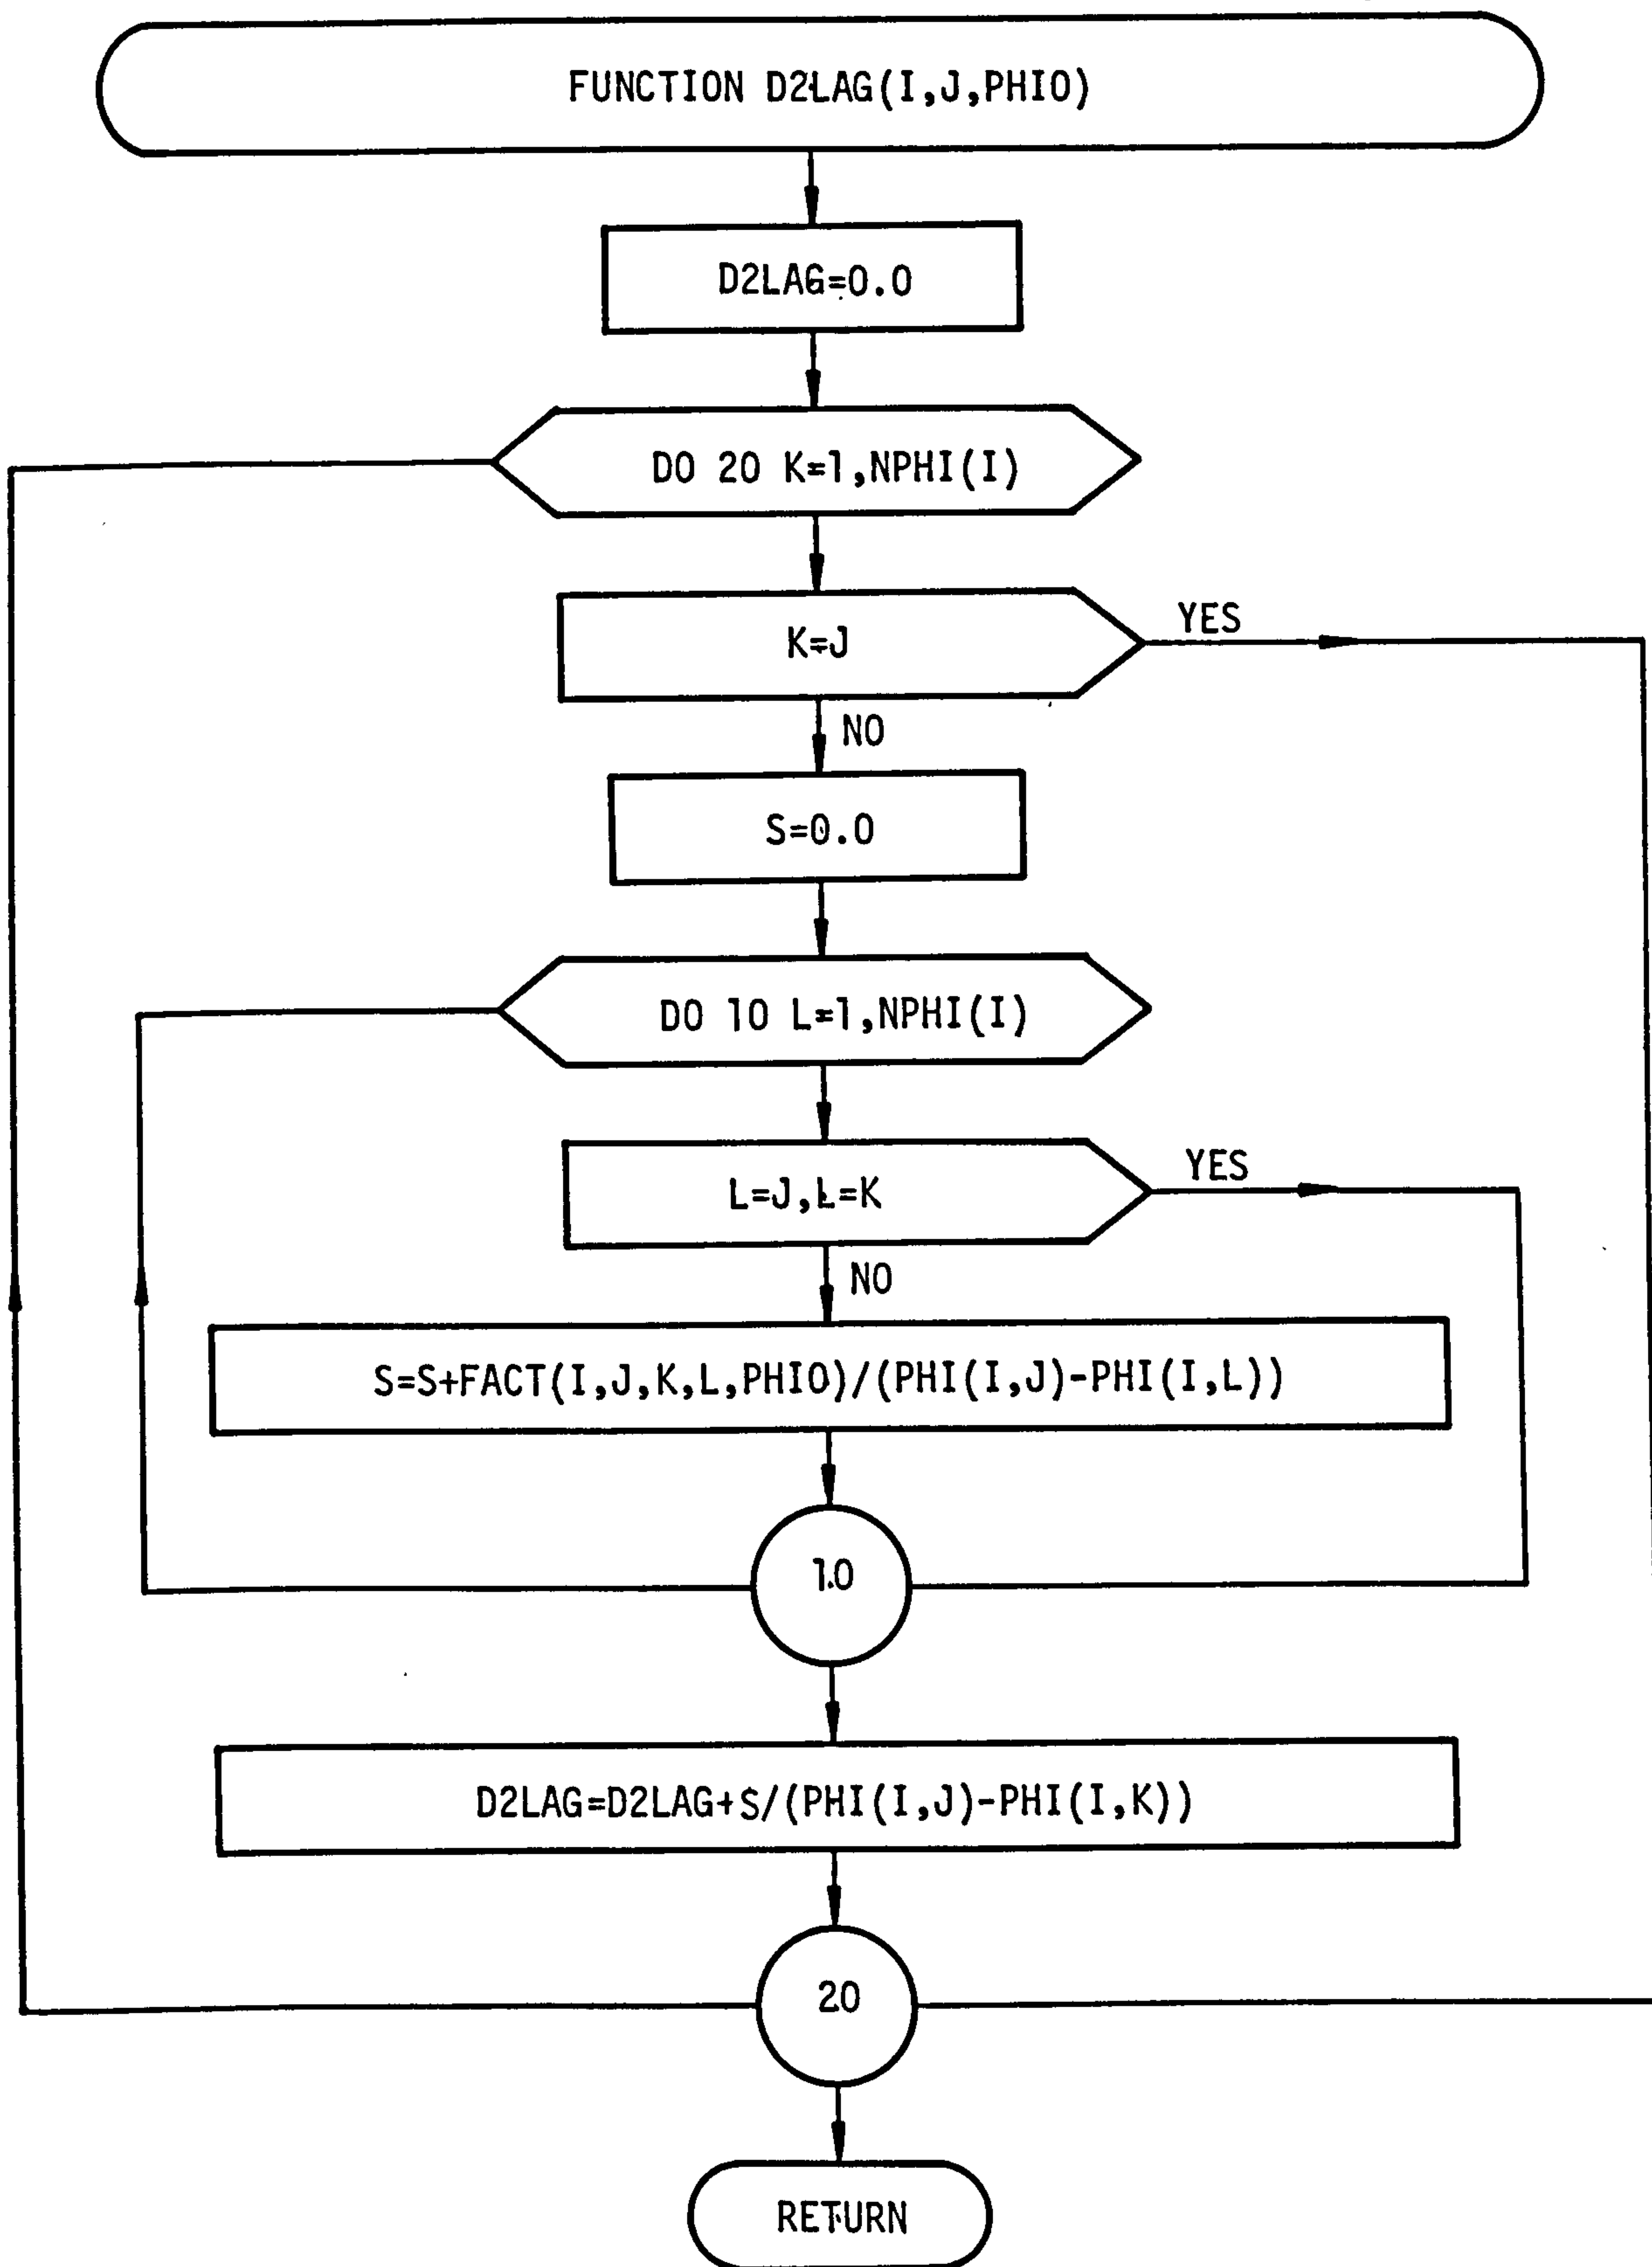 FUNCTION D2LAG(I,J,PHIO)
D2LAG=0.0
DO 20 K=1,NPHI(I)
K=J
YES
NO
S=0.0
DO 10 L=1,NPHI(I)
L=J,L=K
YES
NO
S=S+FACT(I,J,K,L,PHIO)/(PHI(I,J)-PHI(I,L))
10
D2LAG=D2LAG+S/(PHI(I,J)-PHI(I,K))
20
RETURN